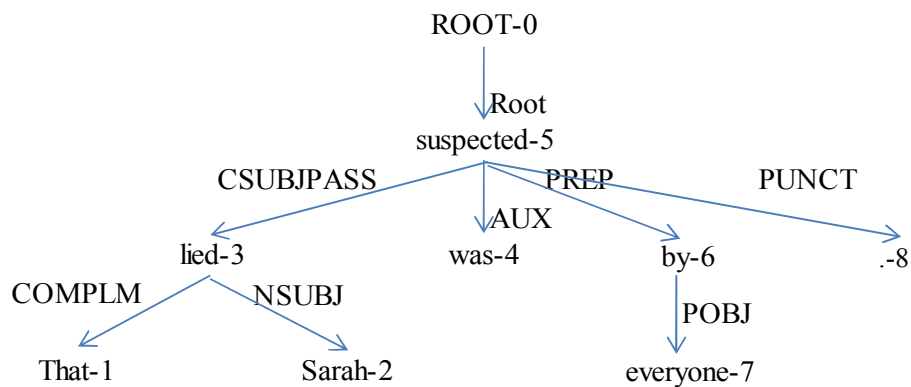 ROOT-0
Root
suspected-5
CSUBJPASS PREP PUNCT
AUX
lied-3 was-4 by-6 .-8
COMPLM NSUBJ POBJ
That-1 Sarah-2 everyone-7